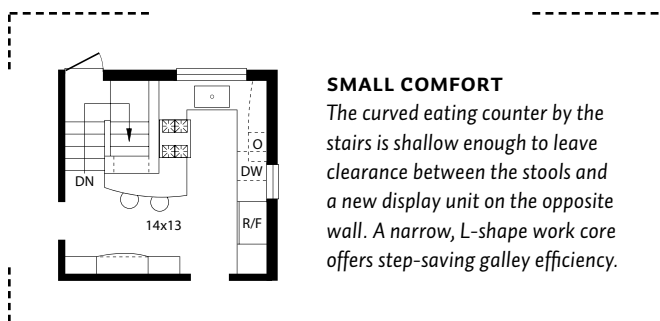 O
DN
DW
14x13
R/F
SMALL COMFORT
The curved eating counter by the
stairs is shallow enough to leave
clearance between the stools and
a new display unit on the opposite
wall. A narrow, L-shape work core
offers step-saving galley efficiency.